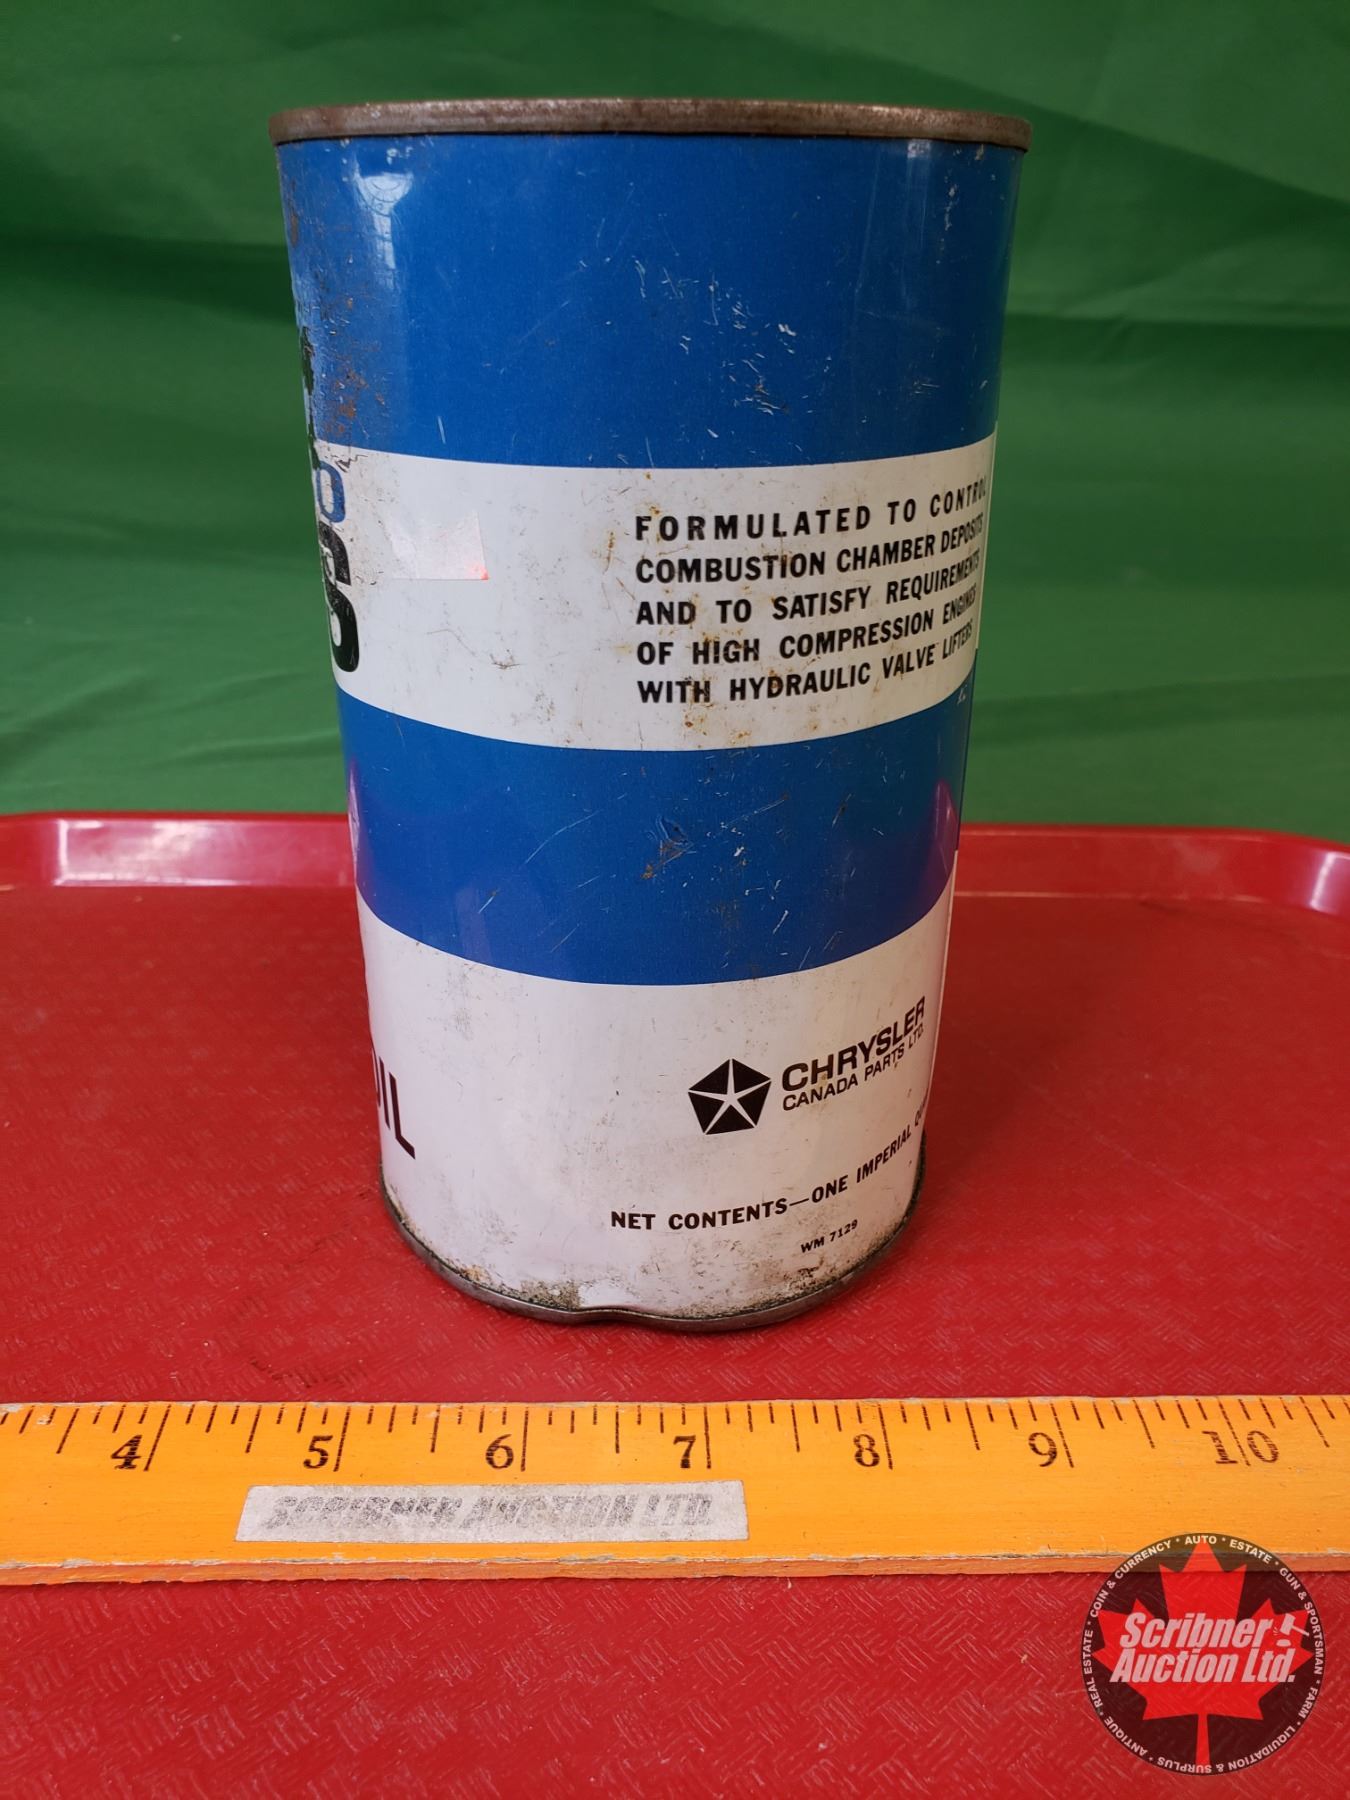 O
S
FORMULATED TO CONTROL
COMBUSTION CHAMBER DEPOSITS
AND TO SATISFY REQUIREMENTS
OF HIGH COMPRESSION ENGINES
WITH HYDRAULIC VALVE LIFTERS
OIL
CHRYSLER
CANADA PARTS LTD.
NET CONTENTS—ONE IMPERIAL
WM 7129
4 5 6 7 8 9 10
SCRIBNER AUCTION LTD.
REAL ESTATE · COIN & CURRENCY · AUTO · ESTATE · GUN & SPORTSMAN · FARM · LIQUIDATION & SURPLUS · ANTIQUE ·
Scribner
Auction Ltd.